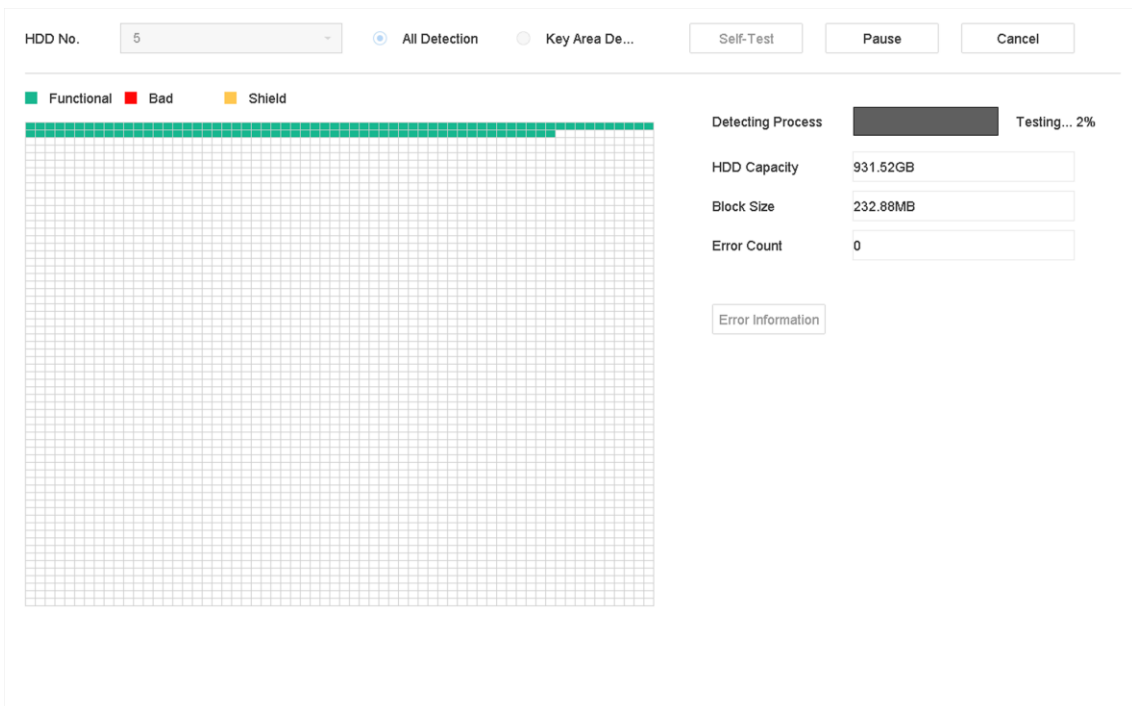 HDD No. 5 All Detection Key Area De... Self-Test Pause Cancel
Functional Bad Shield
Detecting Process Testing... 2%
HDD Capacity 931.52GB
Block Size 232.88MB
Error Count 0
Error Information